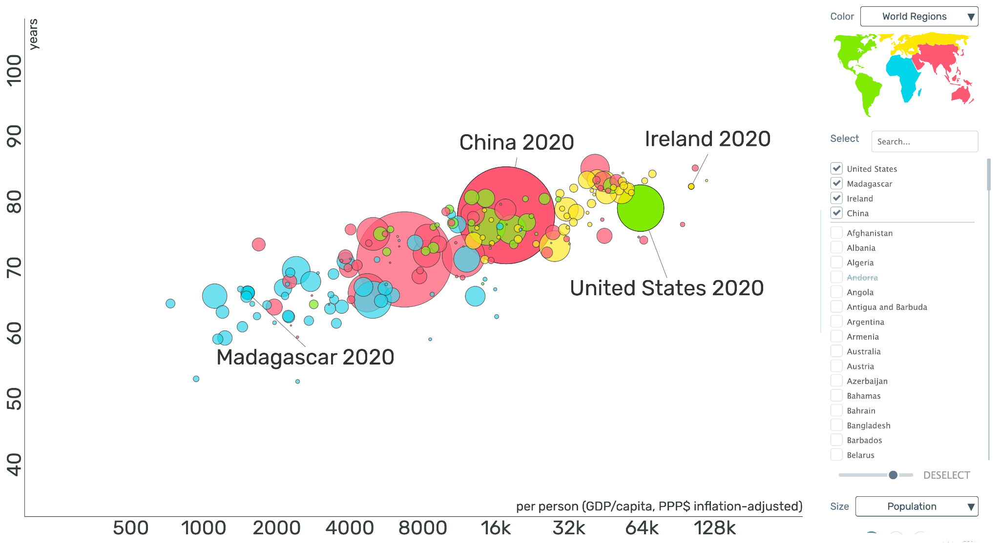 years
100
90
80
70
60
50
40
China 2020
Ireland 2020
United States 2020
Madagascar 2020
per person (GDP/capita, PPP$ inflation-adjusted)
500 1000 2000 4000 8000 16k 32k 64k 128k
Color World Regions ▼
Select Search...
United States
Madagascar
Ireland
China
Afghanistan
Albania
Algeria
Andorra
Angola
Antigua and Barbuda
Argentina
Armenia
Australia
Austria
Azerbaijan
Bahamas
Bahrain
Bangladesh
Barbados
Belarus
DESELECT
Size Population ▼